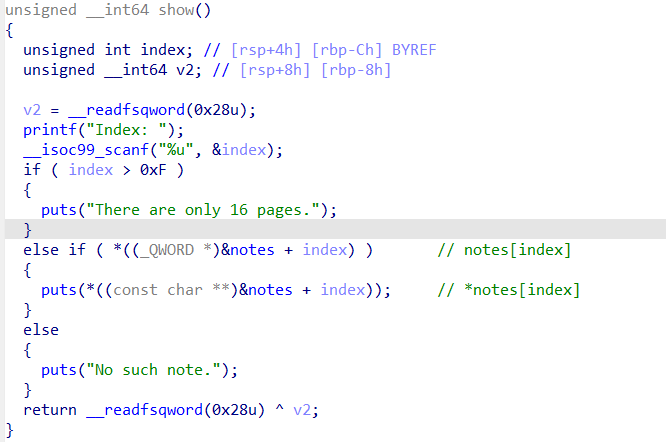 unsigned __int64 show()
{
  unsigned int index; // [rsp+4h] [rbp-Ch] BYREF
  unsigned __int64 v2; // [rsp+8h] [rbp-8h]

  v2 = __readfsqword(0x28u);
  printf("Index: ");
  __isoc99_scanf("%u", &index);
  if ( index > 0xF )
  {
    puts("There are only 16 pages.");
  }
  else if ( *((_QWORD *)&notes + index) )       // notes[index]
  {
    puts(*((const char **)&notes + index));     // *notes[index]
  }
  else
  {
    puts("No such note.");
  }
  return __readfsqword(0x28u) ^ v2;
}